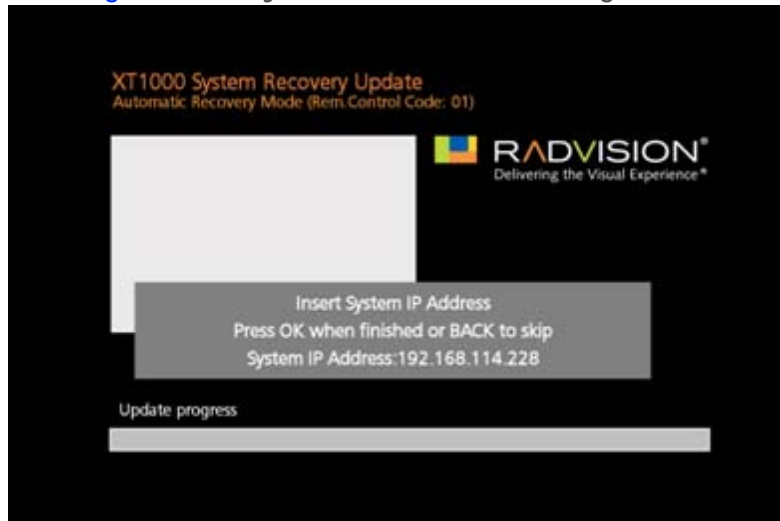 XT1000 System Recovery Update
Automatic Recovery Mode (Rem.Control Code: 01)
RADVISION®
Delivering the Visual Experience®
Insert System IP Address
Press OK when finished or BACK to skip
System IP Address:192.168.114.228
Update progress